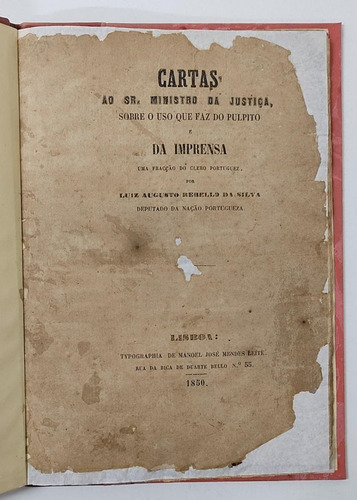 CARTAS
AO SR. MINISTRO DA JUSTIÇA,
SOBRE O USO QUE FAZ DO PULPITO
E
DA IMPRENSA
UMA FRACÇÃO DO CLERO PORTUGUEZ,
POR
LUIZ AUGUSTO REBELLO DA SILVA
DEPUTADO DA NAÇÃO PORTUGUEZA
LISBOA:
TYPOGRAPHIA DE MANOEL JOSÉ MENDES LEITE
RUA DA BICA DE DUARTE BELLO N.º 55.
1850.